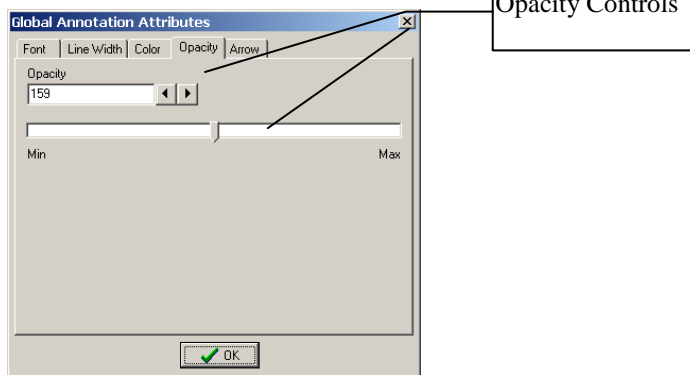 Opacity Controls
Global Annotation Attributes
Font Line Width Color Opacity Arrow
Opacity
159
Min Max
OK